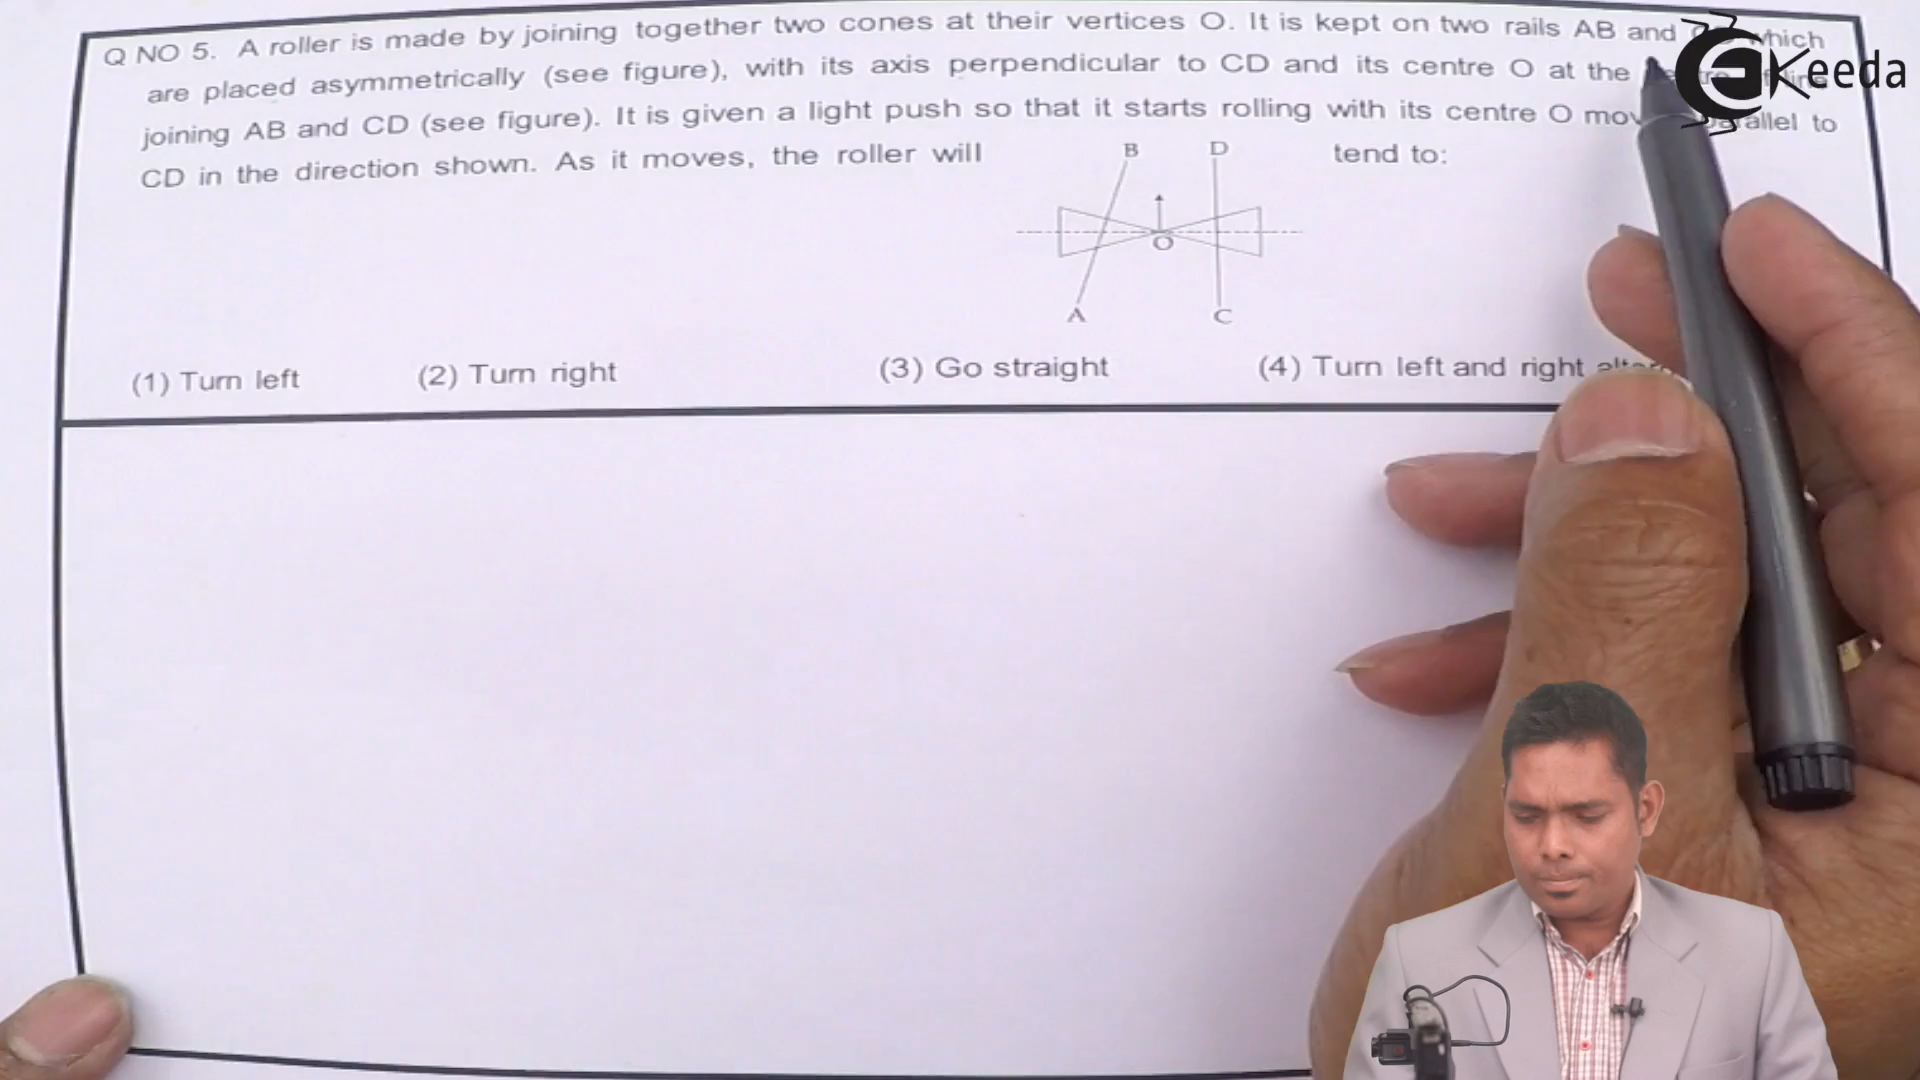 Q NO 5. A roller is made by joining together two cones at their vertices O. It is kept on two rails AB and which
are placed asymmetrically (see figure), with its axis perpendicular to CD and its centre O at the
joining AB and CD (see figure). It is given a light push so that it starts rolling with its centre O to
CD in the direction shown. As it moves, the roller will tend to:
B D
O
A C
(1) Turn left (2) Turn right (3) Go straight (4) Turn left and right
eKeeda